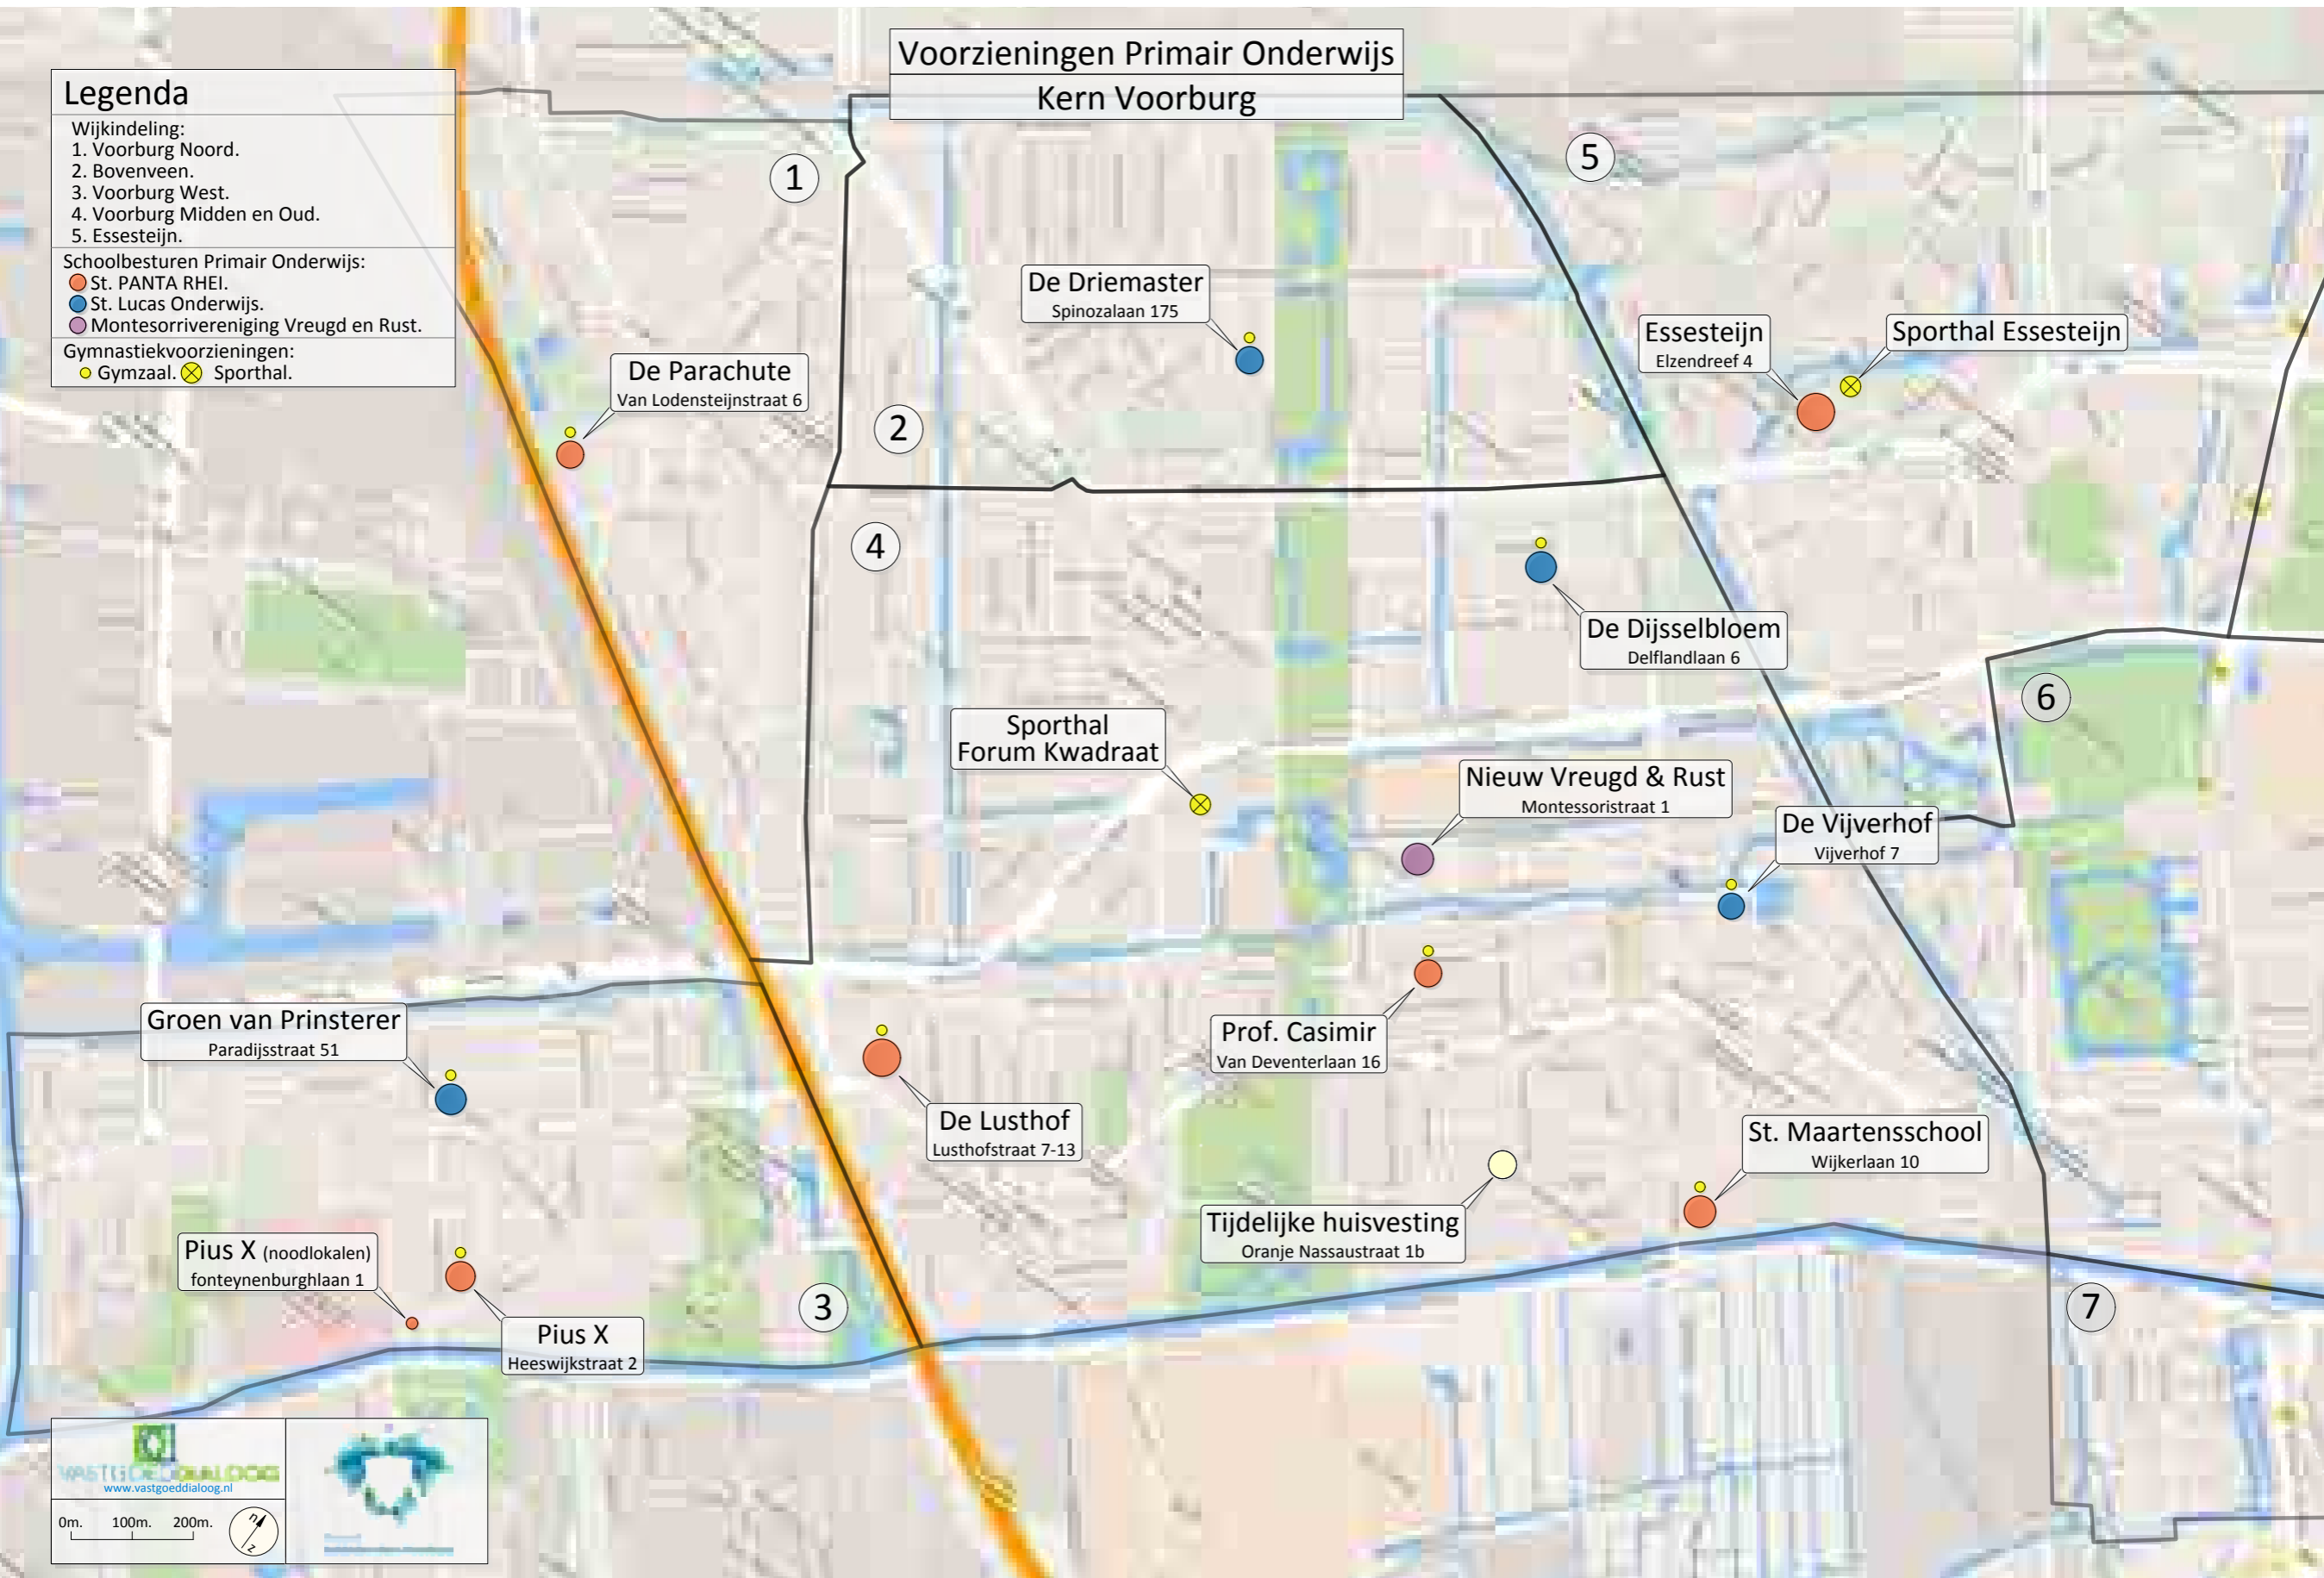 Voorzieningen Primair Onderwijs
Kern Voorburg
Legenda
Wijkindeling:
1. Voorburg Noord.
2. Bovenveen.
3. Voorburg West.
4. Voorburg Midden en Oud.
5. Essesteijn.
Schoolbesturen Primair Onderwijs:
St. PANTA RHEI.
St. Lucas Onderwijs.
Montesorrivereniging Vreugd en Rust.
Gymnastiekvoorzieningen:
Gymzaal. Sporthal.
1
5
De Driemaster
Spinozalaan 175
Essesteijn
Elzendreef 4
Sporthal Essesteijn
De Parachute
Van Lodensteijnstraat 6
2
4
De Dijsselbloem
Delflandlaan 6
6
Sporthal
Forum Kwadraat
Nieuw Vreugd & Rust
Montessoristraat 1
De Vijverhof
Vijverhof 7
Groen van Prinsterer
Paradijsstraat 51
Prof. Casimir
Van Deventerlaan 16
De Lusthof
Lusthofstraat 7-13
St. Maartensschool
Wijkerlaan 10
Tijdelijke huisvesting
Oranje Nassaustraat 1b
Pius X (noodlokalen)
fonteynenburghlaan 1
3
7
Pius X
Heeswijkstraat 2
VASTGOEDDIALOOG
www.vastgoeddialoog.nl
0m. 100m. 200m.
n
z